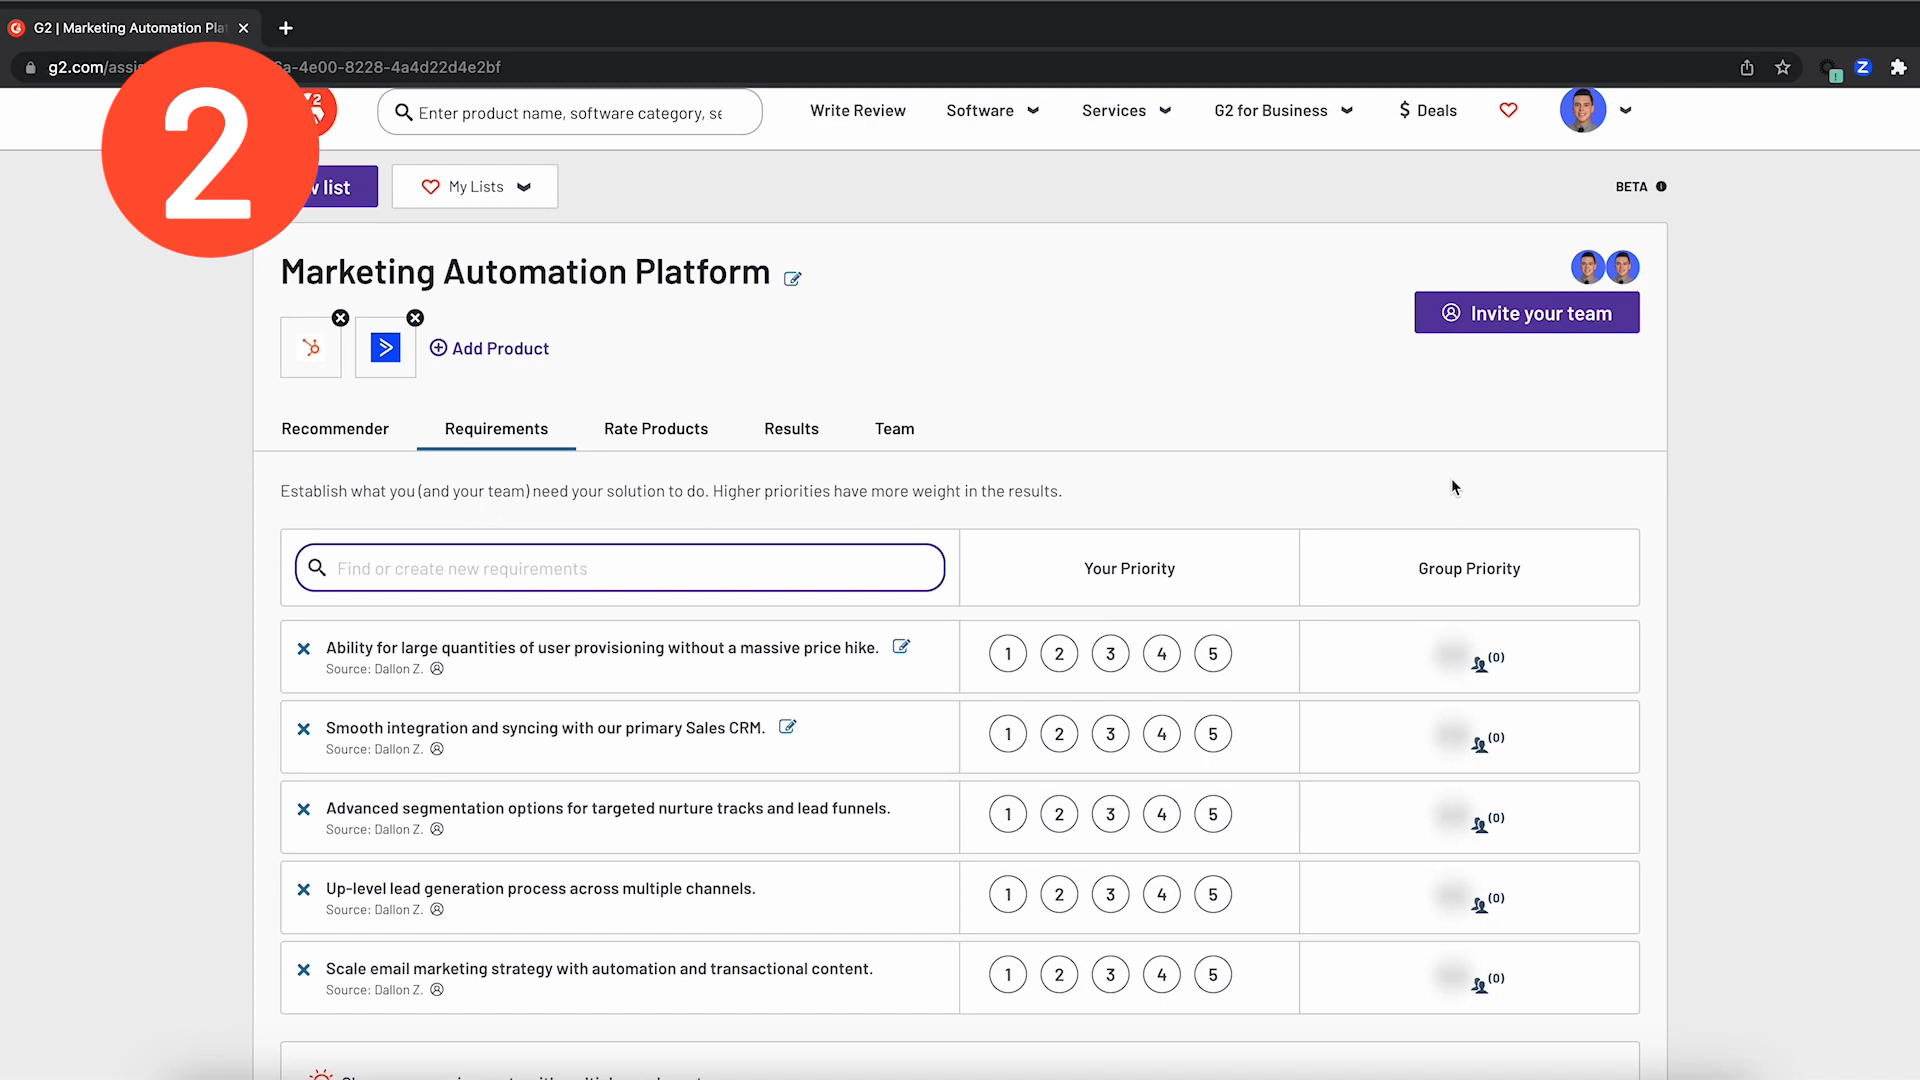 G2 | Marketing Automation Pla
g2.com/assi
a-4e00-8228-4a4d22d4e2bf
2
Enter product name, software category, se
Write Review
Software
Services
G2 for Business
$ Deals
list
My Lists
BETA
Marketing Automation Platform
Invite your team
Add Product
Recommender
Requirements
Rate Products
Results
Team
Establish what you (and your team) need your solution to do. Higher priorities have more weight in the results.
Find or create new requirements
Your Priority
Group Priority
Ability for large quantities of user provisioning without a massive price hike.
Source: Dallon Z.
1 2 3 4 5
(0)
Smooth integration and syncing with our primary Sales CRM.
Source: Dallon Z.
1 2 3 4 5
(0)
Advanced segmentation options for targeted nurture tracks and lead funnels.
Source: Dallon Z.
1 2 3 4 5
(0)
Up-level lead generation process across multiple channels.
Source: Dallon Z.
1 2 3 4 5
(0)
Scale email marketing strategy with automation and transactional content.
Source: Dallon Z.
1 2 3 4 5
(0)